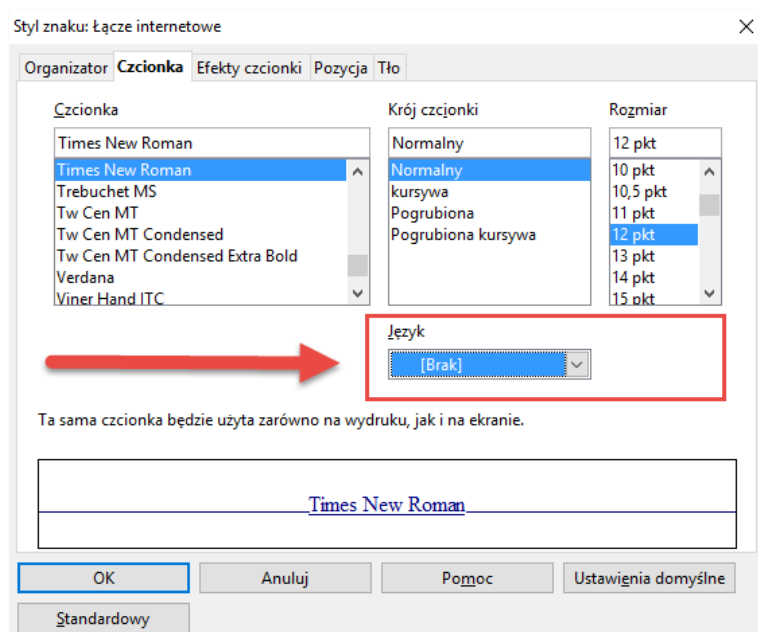 Styl znaku: Łącze internetowe
Organizator Czcionka Efekty czcionki Pozycja Tło
Czcionka Krój czcionki Rozmiar
Times New Roman Normalny 12 pkt
Times New Roman Normalny 10 pkt
Trebuchet MS kursywa 10,5 pkt
Tw Cen MT Pogrubiona 11 pkt
Tw Cen MT Condensed Pogrubiona kursywa 12 pkt
Tw Cen MT Condensed Extra Bold 13 pkt
Verdana 14 pkt
Viner Hand ITC 15 pkt
Język
[Brak]
Ta sama czcionka będzie użyta zarówno na wydruku, jak i na ekranie.
Times New Roman
OK Anuluj Pomoc Ustawienia domyślne
Standardowy